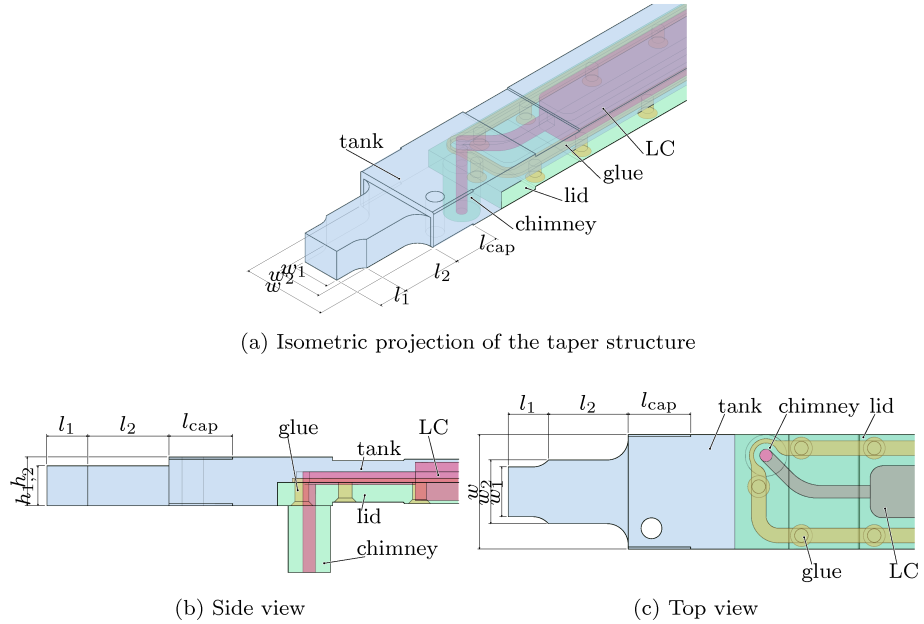 tank
LC
glue
lid
chimney
l_cap
l_2
l_1
w_1
w_2
w
(a) Isometric projection of the taper structure
l_1 l_2 l_cap
glue
tank
LC
h
h_1,2
lid
chimney
(b) Side view
l_1 l_2 l_cap
tank
chimney
lid
w
w_2
w_1
glue
LC
(c) Top view